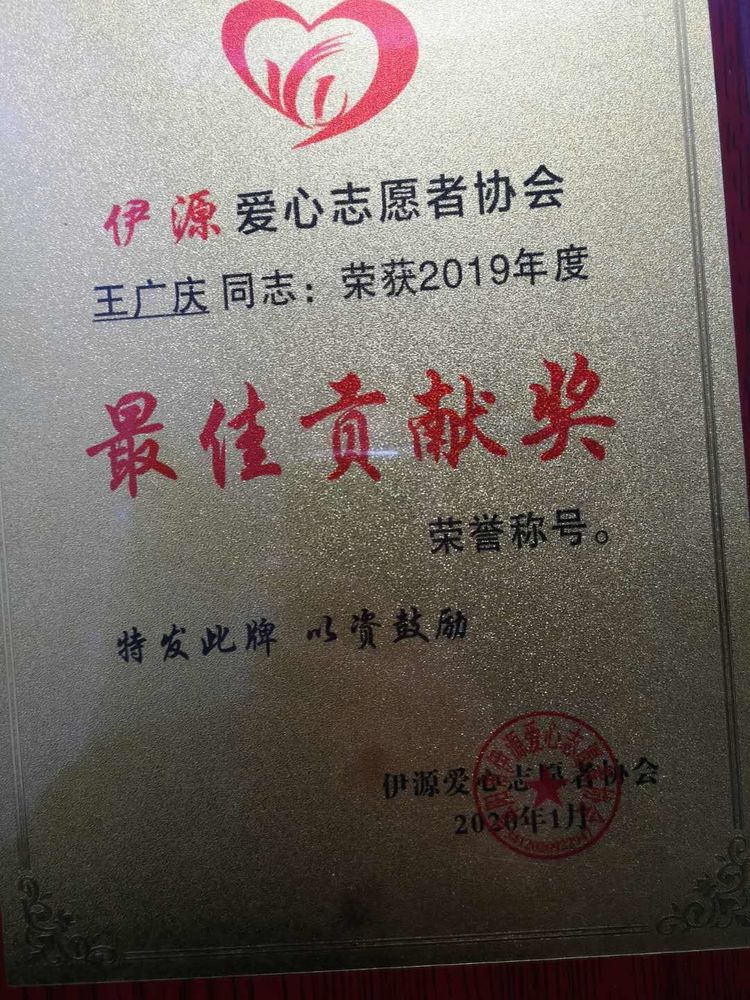 伊源爱心志愿者协会
王广庆 同志：荣获2019年度
最佳贡献奖
荣誉称号。
特发此牌 以资鼓励
伊源爱心志愿者协会
2020年1月